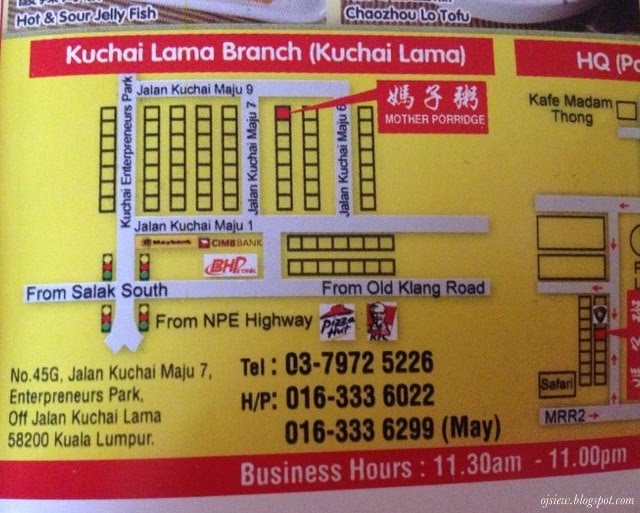 Hot & Sour Jelly Fish
Chaozhou Lo Tofu
Kuchai Lama Branch (Kuchai Lama)
HQ
Kuchai Enterpreneurs Park
Jalan Kuchai Maju 9
Jalan Kuchai Maju 7
Jalan Kuchai Maju 6
媽子粥
MOTHER PORRIDGE
Kafe Madam
Thong
Jalan Kuchai Maju 1
Maybank
CIMB BANK
BHPetrol
From Salak South
From Old Klang Road
From NPE Highway
Pizza
Hut
KFC
No.45G, Jalan Kuchai Maju 7,
Enterpreneurs Park,
Off Jalan Kuchai Lama
58200 Kuala Lumpur.
Tel : 03-7972 5226
H/P: 016-333 6022
016-333 6299 (May)
Safari
MRR2
Business Hours : 11.30am - 11.00pm
ojsiew.blogspot.com